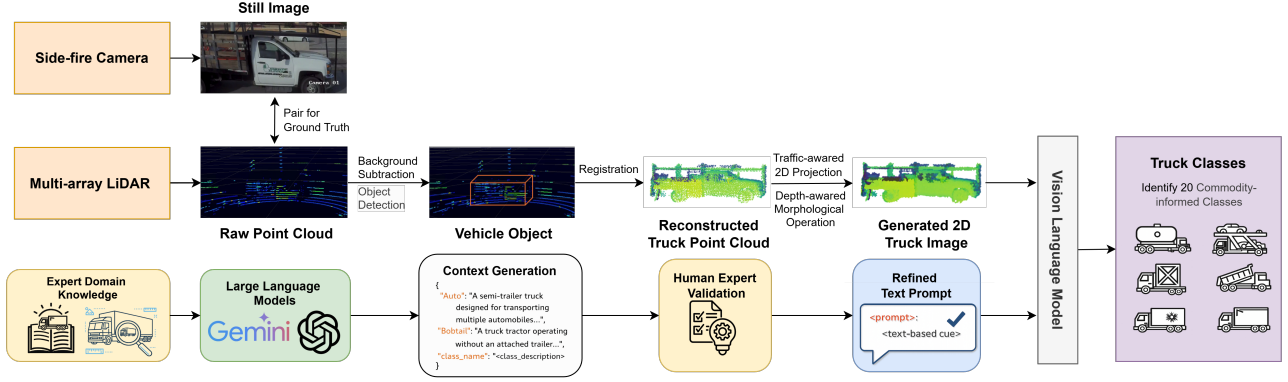 Still Image
Side-fire Camera
Camera 01
Pair for
Ground Truth
Multi-array LiDAR
Background
Subtraction
Object
Detection
Registration
Traffic-awared
2D Projection
Depth-awared
Morphological
Operation
Raw Point Cloud
Vehicle Object
Reconstructed
Truck Point Cloud
Generated 2D
Truck Image
Expert Domain
Knowledge
Large Language
Models
Gemini
Context Generation
{
"Auto": "A semi-trailer truck
designed for transporting
multiple automobiles...",
"Bobtail": "A truck tractor operating
without an attached trailer...",
"class_name": "<class_description>
}
Human Expert
Validation
Refined
Text Prompt
<prompt>:
<text-based cue>
Vision Language Model
Truck Classes
Identify 20 Commodity-
informed Classes